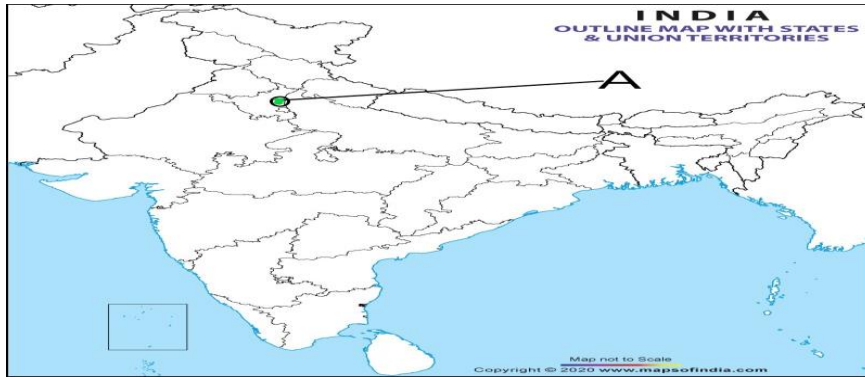 INDIA
OUTLINE MAP WITH STATES
& UNION TERRITORIES
A
Map not to Scale
Copyright © 2020 www.mapsofindia.com